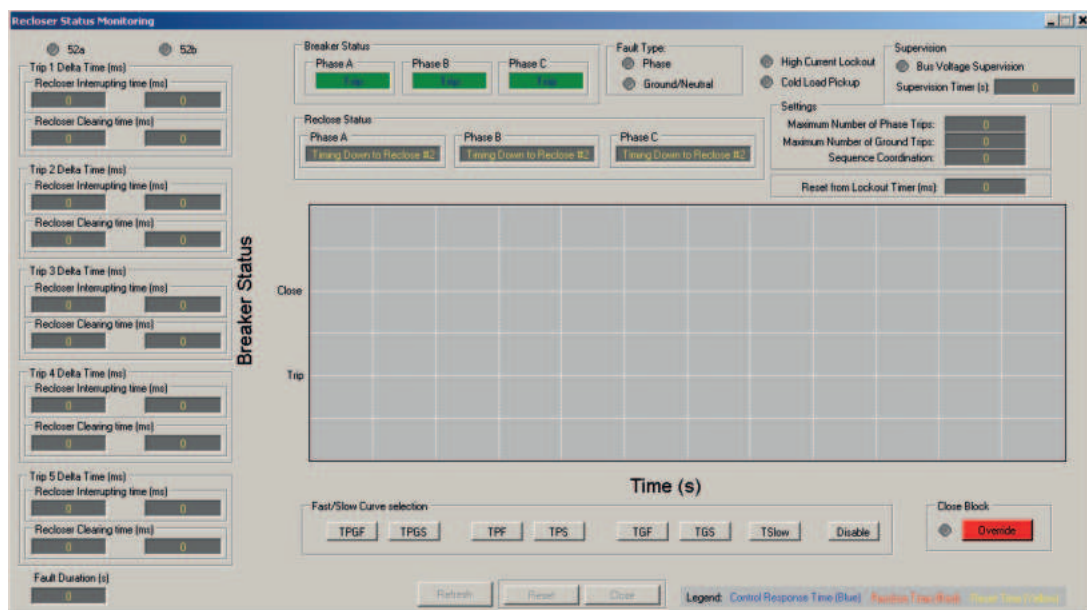 Recloser Status Monitoring
52a 52b
Trip 1 Delta Time (ms)
Recloser Interrupting time (ms)
0 0
Recloser Clearing time (ms)
0 0
Trip 2 Delta Time (ms)
Recloser Interrupting time (ms)
0 0
Recloser Clearing time (ms)
0 0
Trip 3 Delta Time (ms)
Recloser Interrupting time (ms)
0 0
Recloser Clearing time (ms)
0 0
Trip 4 Delta Time (ms)
Recloser Interrupting time (ms)
0 0
Recloser Clearing time (ms)
0 0
Trip 5 Delta Time (ms)
Recloser Interrupting time (ms)
0 0
Recloser Clearing time (ms)
0 0
Fault Duration (s)
0
Breaker Status
Phase A Phase B Phase C
Trip Trip Trip
Fault Type:
Phase
Ground/Neutral
High Current Lockout
Cold Load Pickup
Supervision
Bus Voltage Supervision
Supervision Timer (s): 0
Reclose Status
Phase A Phase B Phase C
Timing Down to Reclose #2 Timing Down to Reclose #2 Timing Down to Reclose #2
Settings
Maximum Number of Phase Trips: 0
Maximum Number of Ground Trips: 0
Sequence Coordination: 0
Reset from Lockout Timer (ms): 0
Breaker Status
Close
Trip
Time (s)
Fast/Slow Curve selection
TPGF TPGS TPF TPS TGF TGS TSlow Disable
Close Block
Override
Refresh Reset Close
Legend: Control Response Time (Blue)